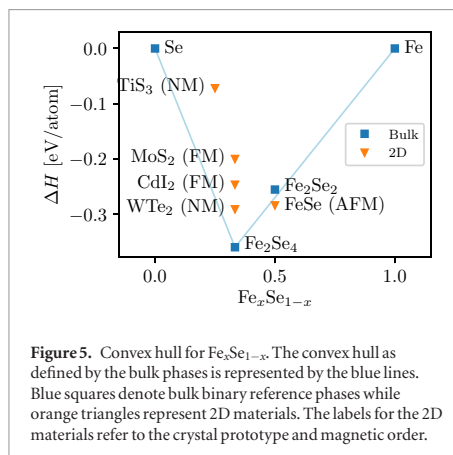 0.0
−0.1
−0.2
−0.3
ΔH [eV/atom]
Se
Fe
TiS₃ (NM)
MoS₂ (FM)
CdI₂ (FM)
WTe₂ (NM)
Fe₂Se₂
FeSe (AFM)
Fe₂Se₄
Bulk
2D
0.0 0.5 1.0
FeₓSe₁₋ₓ
Figure 5. Convex hull for FeₓSe₁₋ₓ. The convex hull as
defined by the bulk phases is represented by the blue lines.
Blue squares denote bulk binary reference phases while
orange triangles represent 2D materials. The labels for the 2D
materials refer to the crystal prototype and magnetic order.